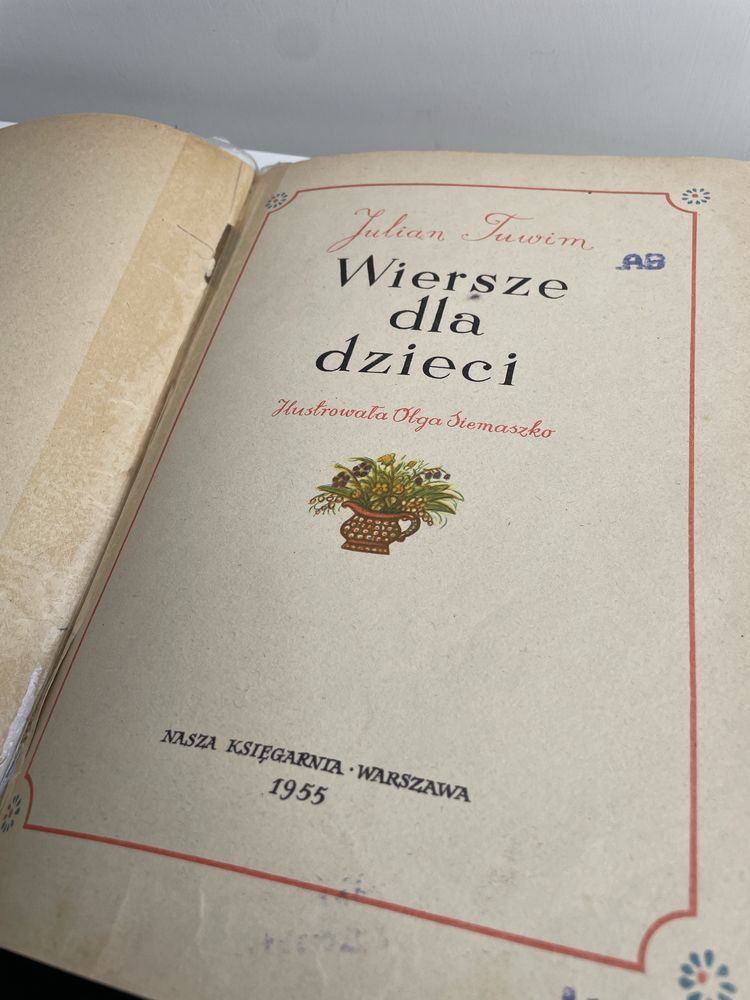 Julian Tuwim
AB
Wiersze
dla
dzieci
Ilustrowała Olga Siemaszko
NASZA KSIĘGARNIA · WARSZAWA
1955